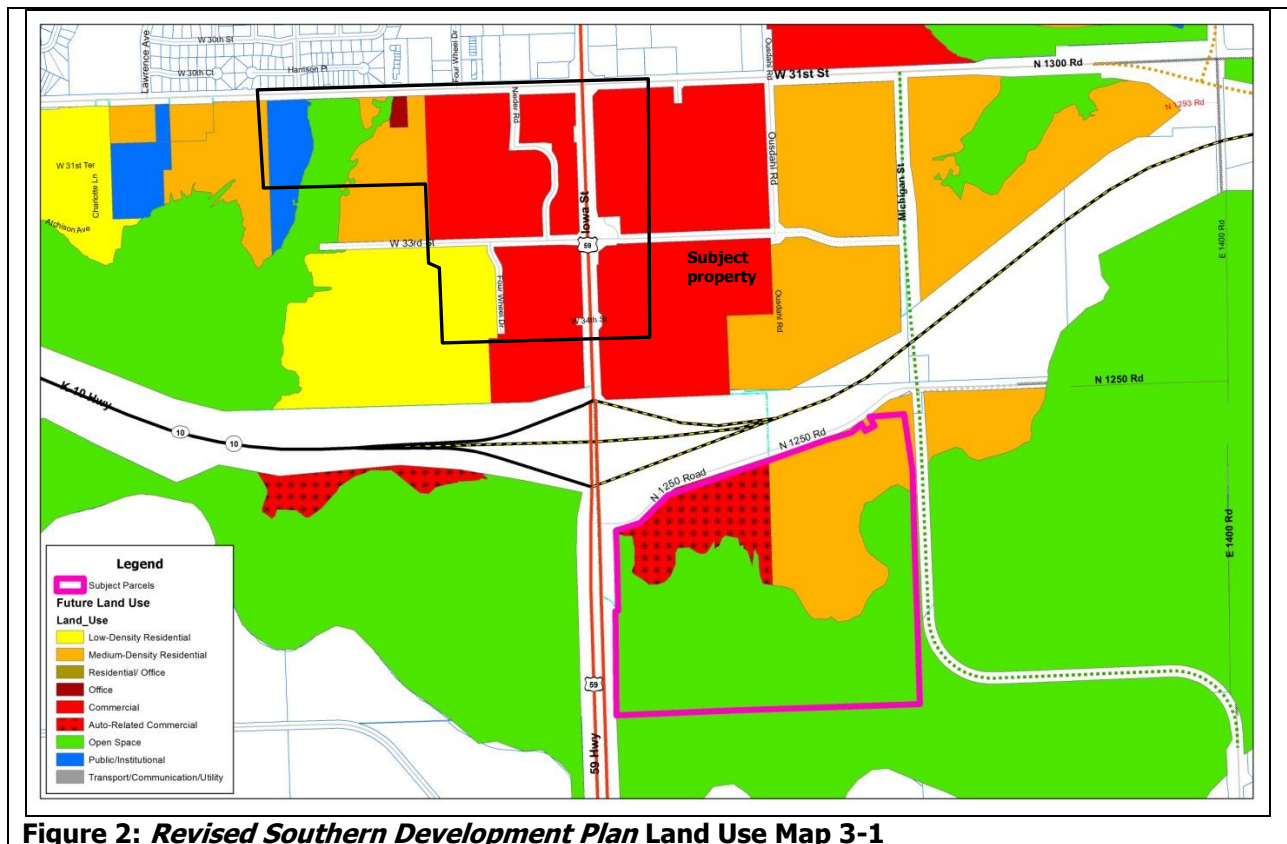 W 30th St
Lawrence Ave
W 30th Ct
Harrison Pl
Four Wheel Dr
Ousdahl Rd
W 31st St
N 1300 Rd
N 1293 Rd
Nieder Rd
W 31st Ter
Charlotte Ln
Atchison Ave
Iowa St
Ousdahl Rd
Michigan St
E 1400 Rd
W 33rd St
59
Subject
property
Four Wheel Dr
W 34th St
Ousdahl Rd
K-10 Hwy
10
10
N 1250 Rd
N 1250 Rd
N 1250 Road
E 1400 Rd
59
59 Hwy
Legend
Subject Parcels
Future Land Use
Land_Use
Low-Density Residential
Medium-Density Residential
Residential/ Office
Office
Commercial
Auto-Related Commercial
Open Space
Public/Institutional
Transport/Communication/Utility
Figure 2: Revised Southern Development Plan Land Use Map 3-1